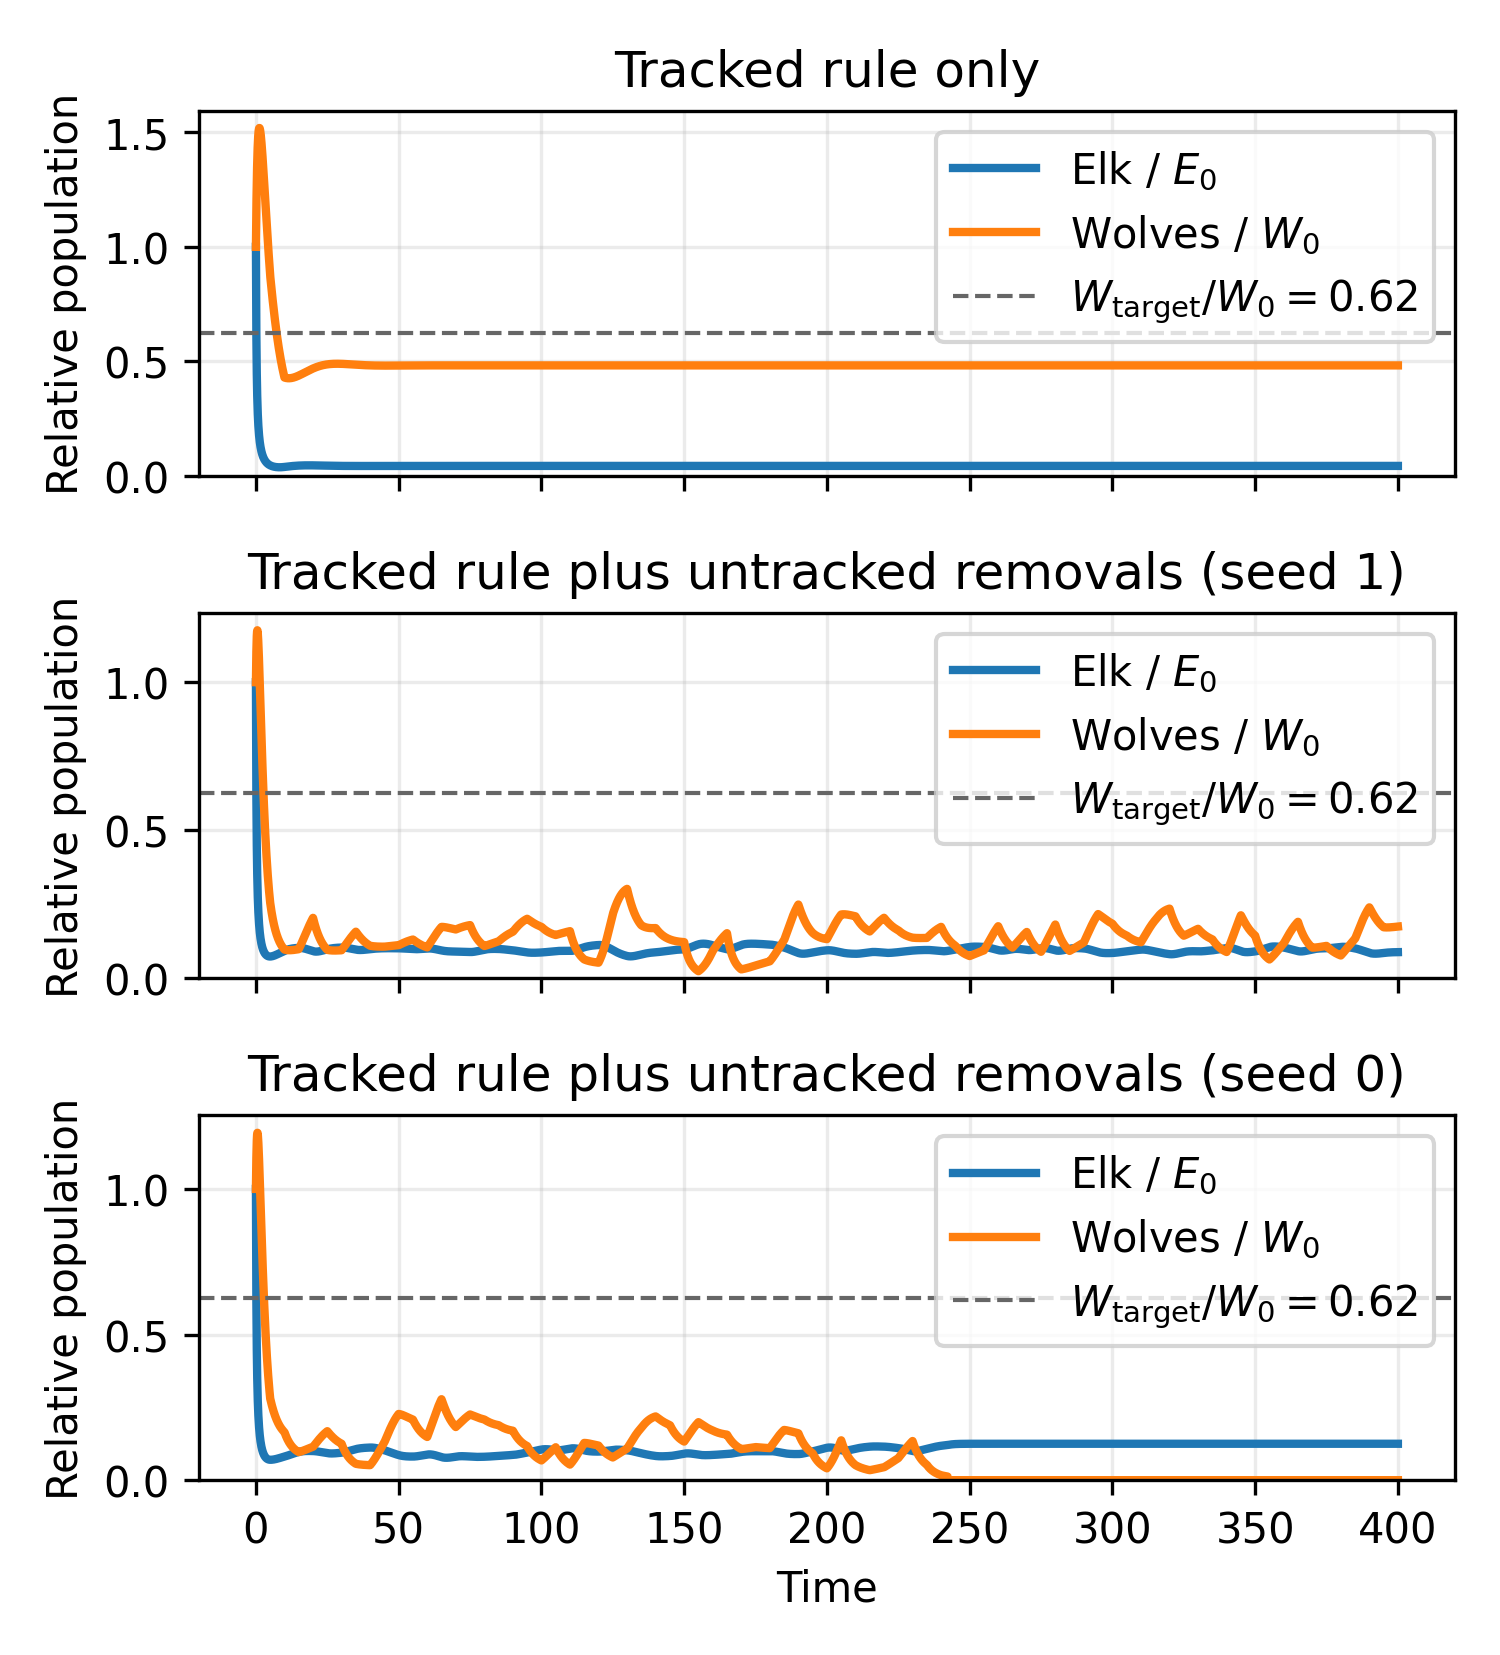 Tracked rule only
Relative population
1.5
1.0
0.5
0.0
Elk / E₀
Wolves / W₀
W_target/W₀ = 0.62
Tracked rule plus untracked removals (seed 1)
Relative population
1.0
0.5
0.0
Elk / E₀
Wolves / W₀
W_target/W₀ = 0.62
Tracked rule plus untracked removals (seed 0)
Relative population
1.0
0.5
0.0
Elk / E₀
Wolves / W₀
W_target/W₀ = 0.62
0 50 100 150 200 250 300 350 400
Time